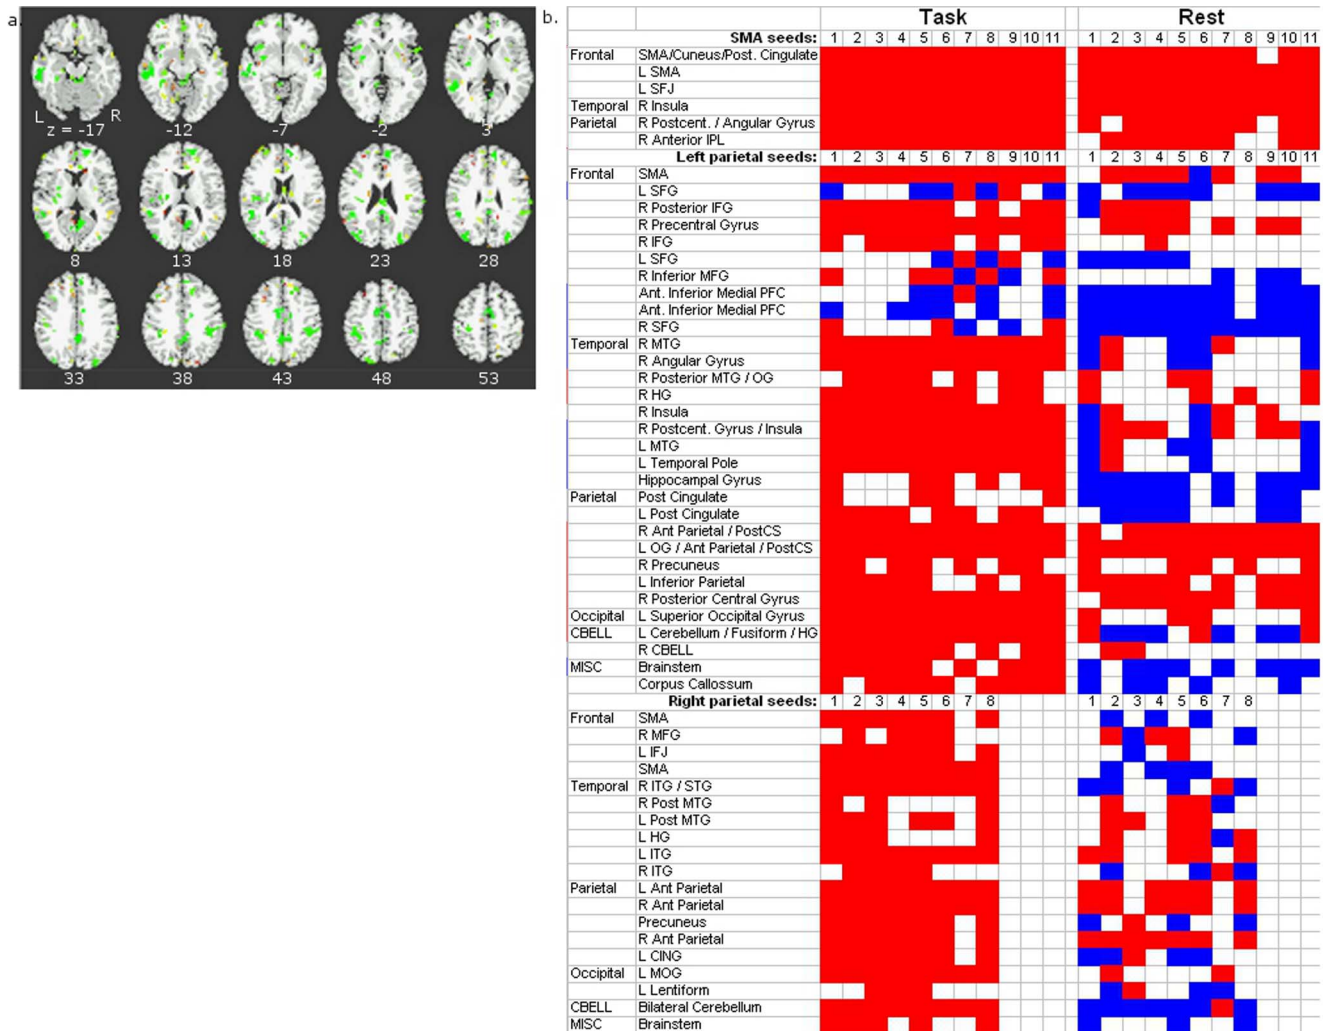 a.
L R
z = -17 -12 -7 -2 3
8 13 18 23 28
33 38 43 48 53
b.
Task Rest
SMA seeds: 1 2 3 4 5 6 7 8 9 10 11 1 2 3 4 5 6 7 8 9 10 11
Frontal SMA/Cuneus/Post. Cingulate
L SMA
L SFJ
Temporal R Insula
Parietal R Postcent. / Angular Gyrus
R Anterior IPL
Left parietal seeds: 1 2 3 4 5 6 7 8 9 10 11 1 2 3 4 5 6 7 8 9 10 11
Frontal SMA
L SFG
R Posterior IFG
R Precentral Gyrus
R IFG
L SFG
R Inferior MFG
Ant. Inferior Medial PFC
Ant. Inferior Medial PFC
R SFG
Temporal R MTG
R Angular Gyrus
R Posterior MTG / OG
R HG
R Insula
R Postcent. Gyrus / Insula
L MTG
L Temporal Pole
Hippocampal Gyrus
Parietal Post Cingulate
L Post Cingulate
R Ant Parietal / PostCS
L OG / Ant Parietal / PostCS
R Precuneus
L Inferior Parietal
R Posterior Central Gyrus
Occipital L Superior Occipital Gyrus
CBELL L Cerebellum / Fusiform / HG
R CBELL
MISC Brainstem
Corpus Callossum
Right parietal seeds: 1 2 3 4 5 6 7 8 1 2 3 4 5 6 7 8
Frontal SMA
R MFG
L IFJ
SMA
Temporal R ITG / STG
R Post MTG
L Post MTG
L HG
L ITG
R ITG
Parietal L Ant Parietal
R Ant Parietal
Precuneus
R Ant Parietal
L CING
Occipital L MOG
L Lentiform
CBELL Bilateral Cerebellum
MISC Brainstem